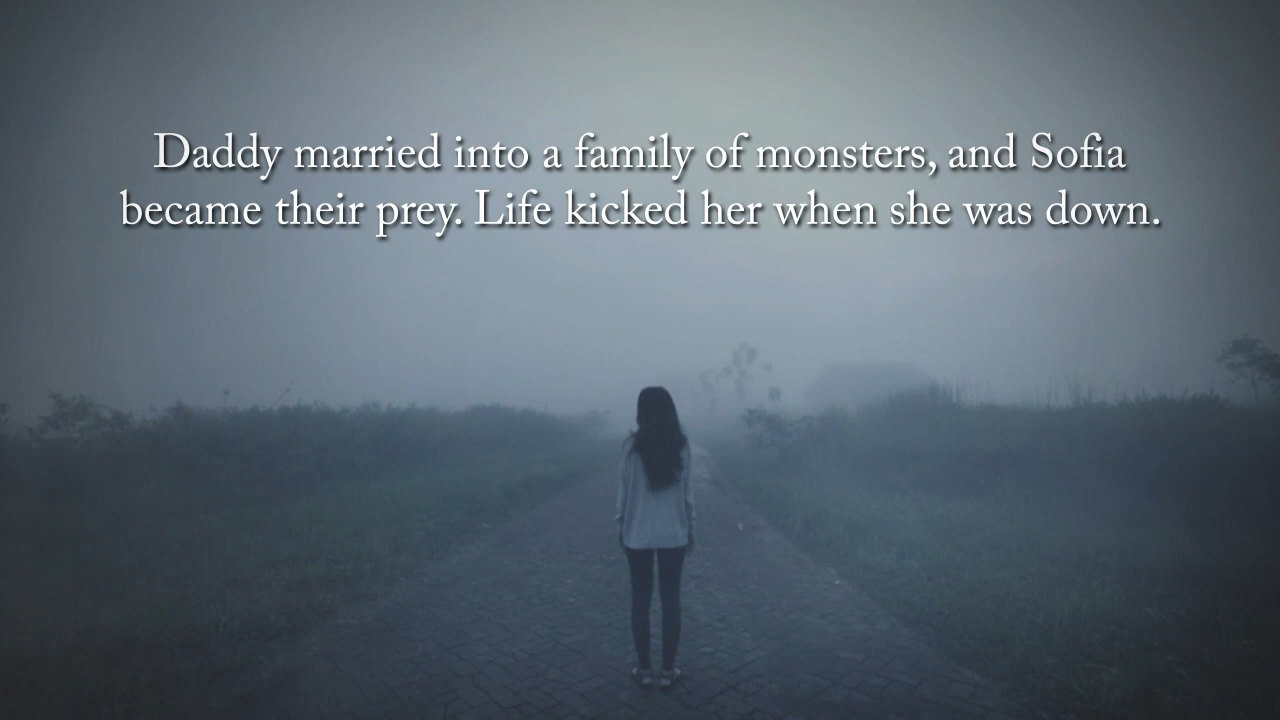 Daddy married into a family of monsters, and Sofia
became their prey. Life kicked her when she was down.